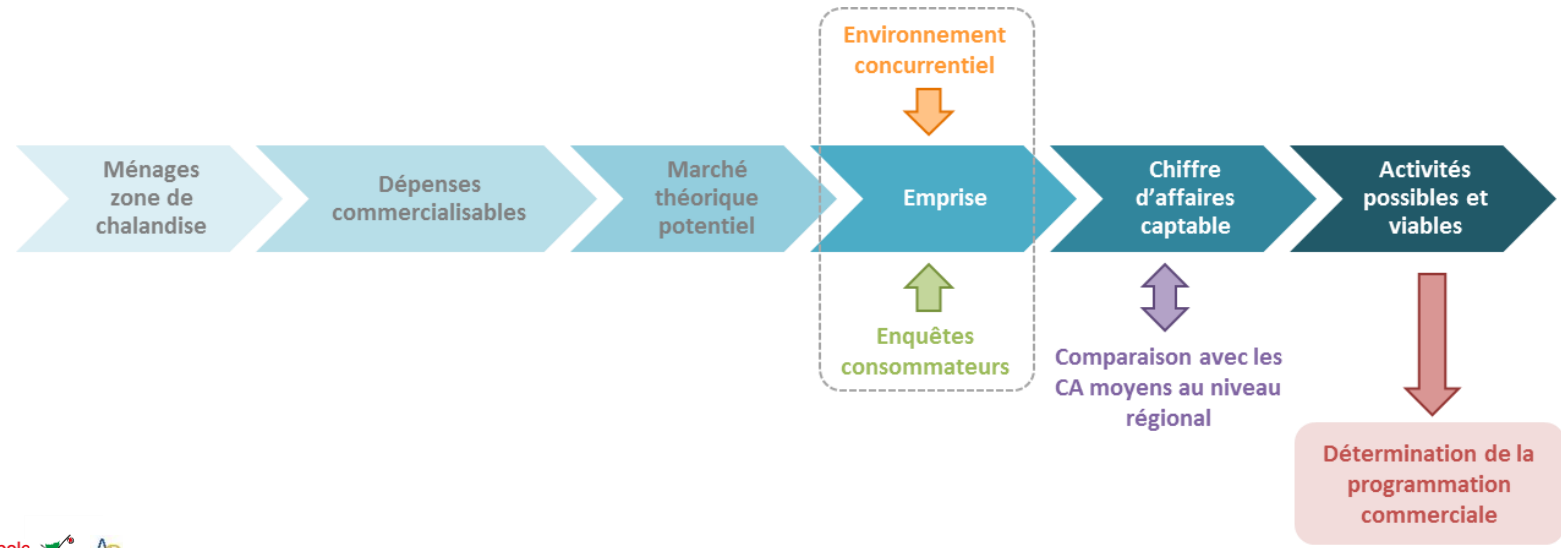 Environnement
concurrentiel
Ménages
zone de
chalandise
Dépenses
commercialisables
Marché
théorique
potentiel
Emprise
Chiffre
d’affaires
captable
Activités
possibles et
viables
Enquêtes
consommateurs
Comparaison avec les
CA moyens au niveau
régional
Détermination de la
programmation
commerciale